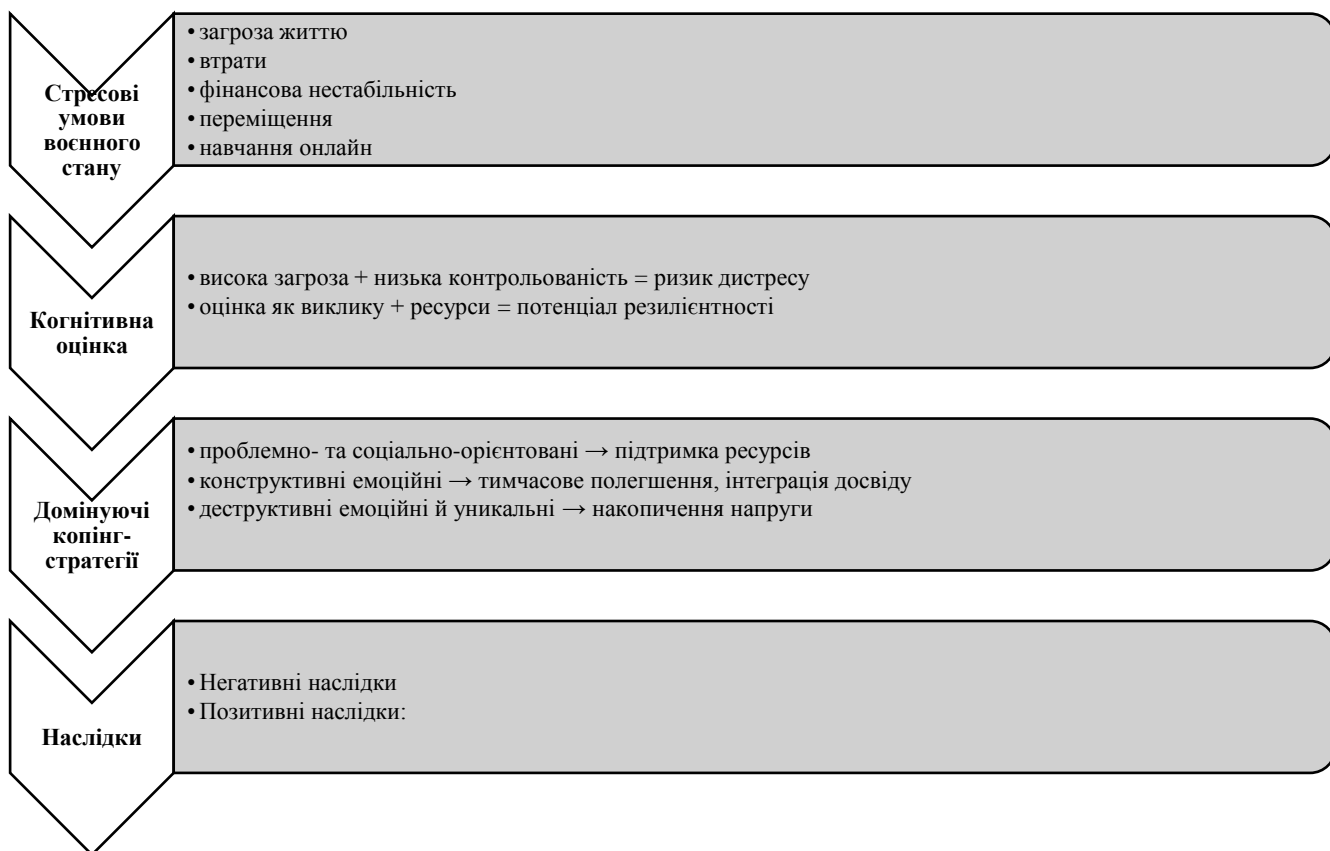 Стресові
умови
воєнного
стану
• загроза життю
• втрати
• фінансова нестабільність
• переміщення
• навчання онлайн
Когнітивна
оцінка
• висока загроза + низька контрольованість = ризик дистресу
• оцінка як виклику + ресурси = потенціал резилієнтності
Домінуючі
копінг-
стратегії
• проблемно- та соціально-орієнтовані → підтримка ресурсів
• конструктивні емоційні → тимчасове полегшення, інтеграція досвіду
• деструктивні емоційні й уникальні → накопичення напруги
Наслідки
• Негативні наслідки
• Позитивні наслідки: